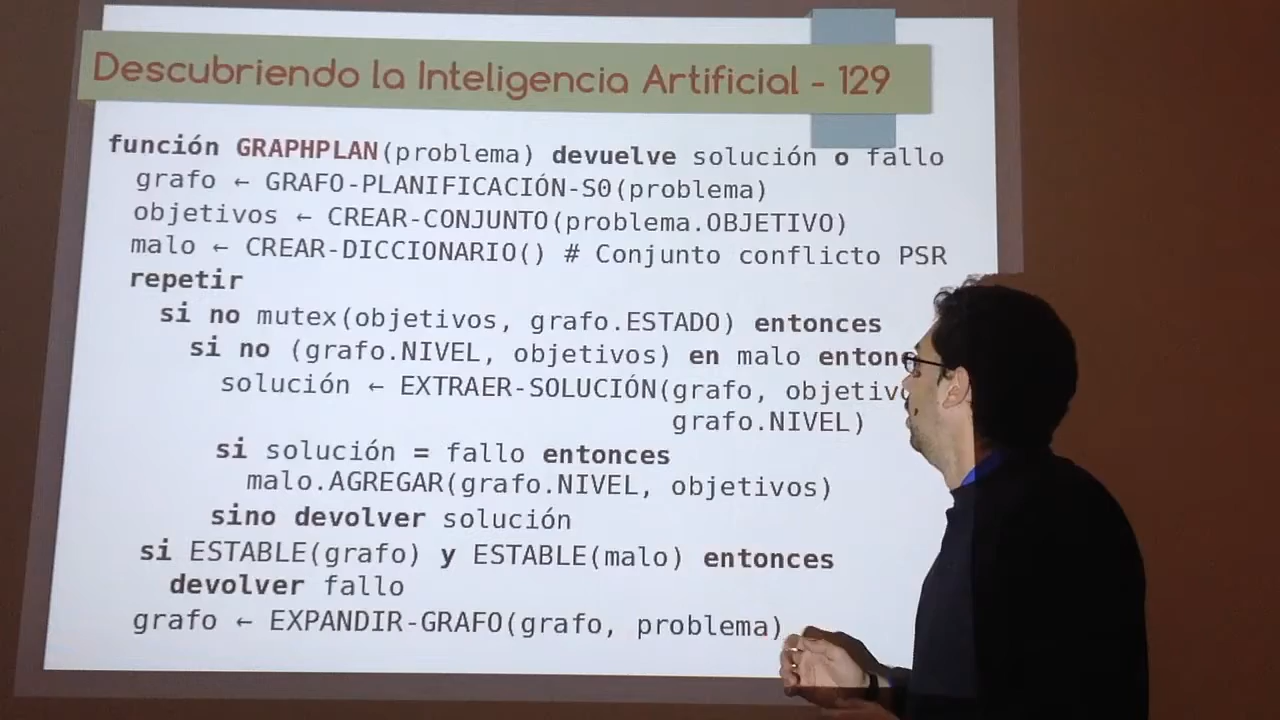 Descubriendo la Inteligencia Artificial - 129
función GRAPHPLAN(problema) devuelve solución o fallo
grafo ← GRAFO-PLANIFICACIÓN-S0(problema)
objetivos ← CREAR-CONJUNTO(problema.OBJETIVO)
malo ← CREAR-DICCIONARIO() # Conjunto conflicto PSR
repetir
si no mutex(objetivos, grafo.ESTADO) entonces
si no (grafo.NIVEL, objetivos) en malo enton
solución ← EXTRAER-SOLUCIÓN(grafo, objetiv
grafo.NIVEL)
si solución = fallo entonces
malo.AGREGAR(grafo.NIVEL, objetivos)
sino devolver solución
si ESTABLE(grafo) y ESTABLE(malo) entonces
devolver fallo
grafo ← EXPANDIR-GRAFO(grafo, problema)